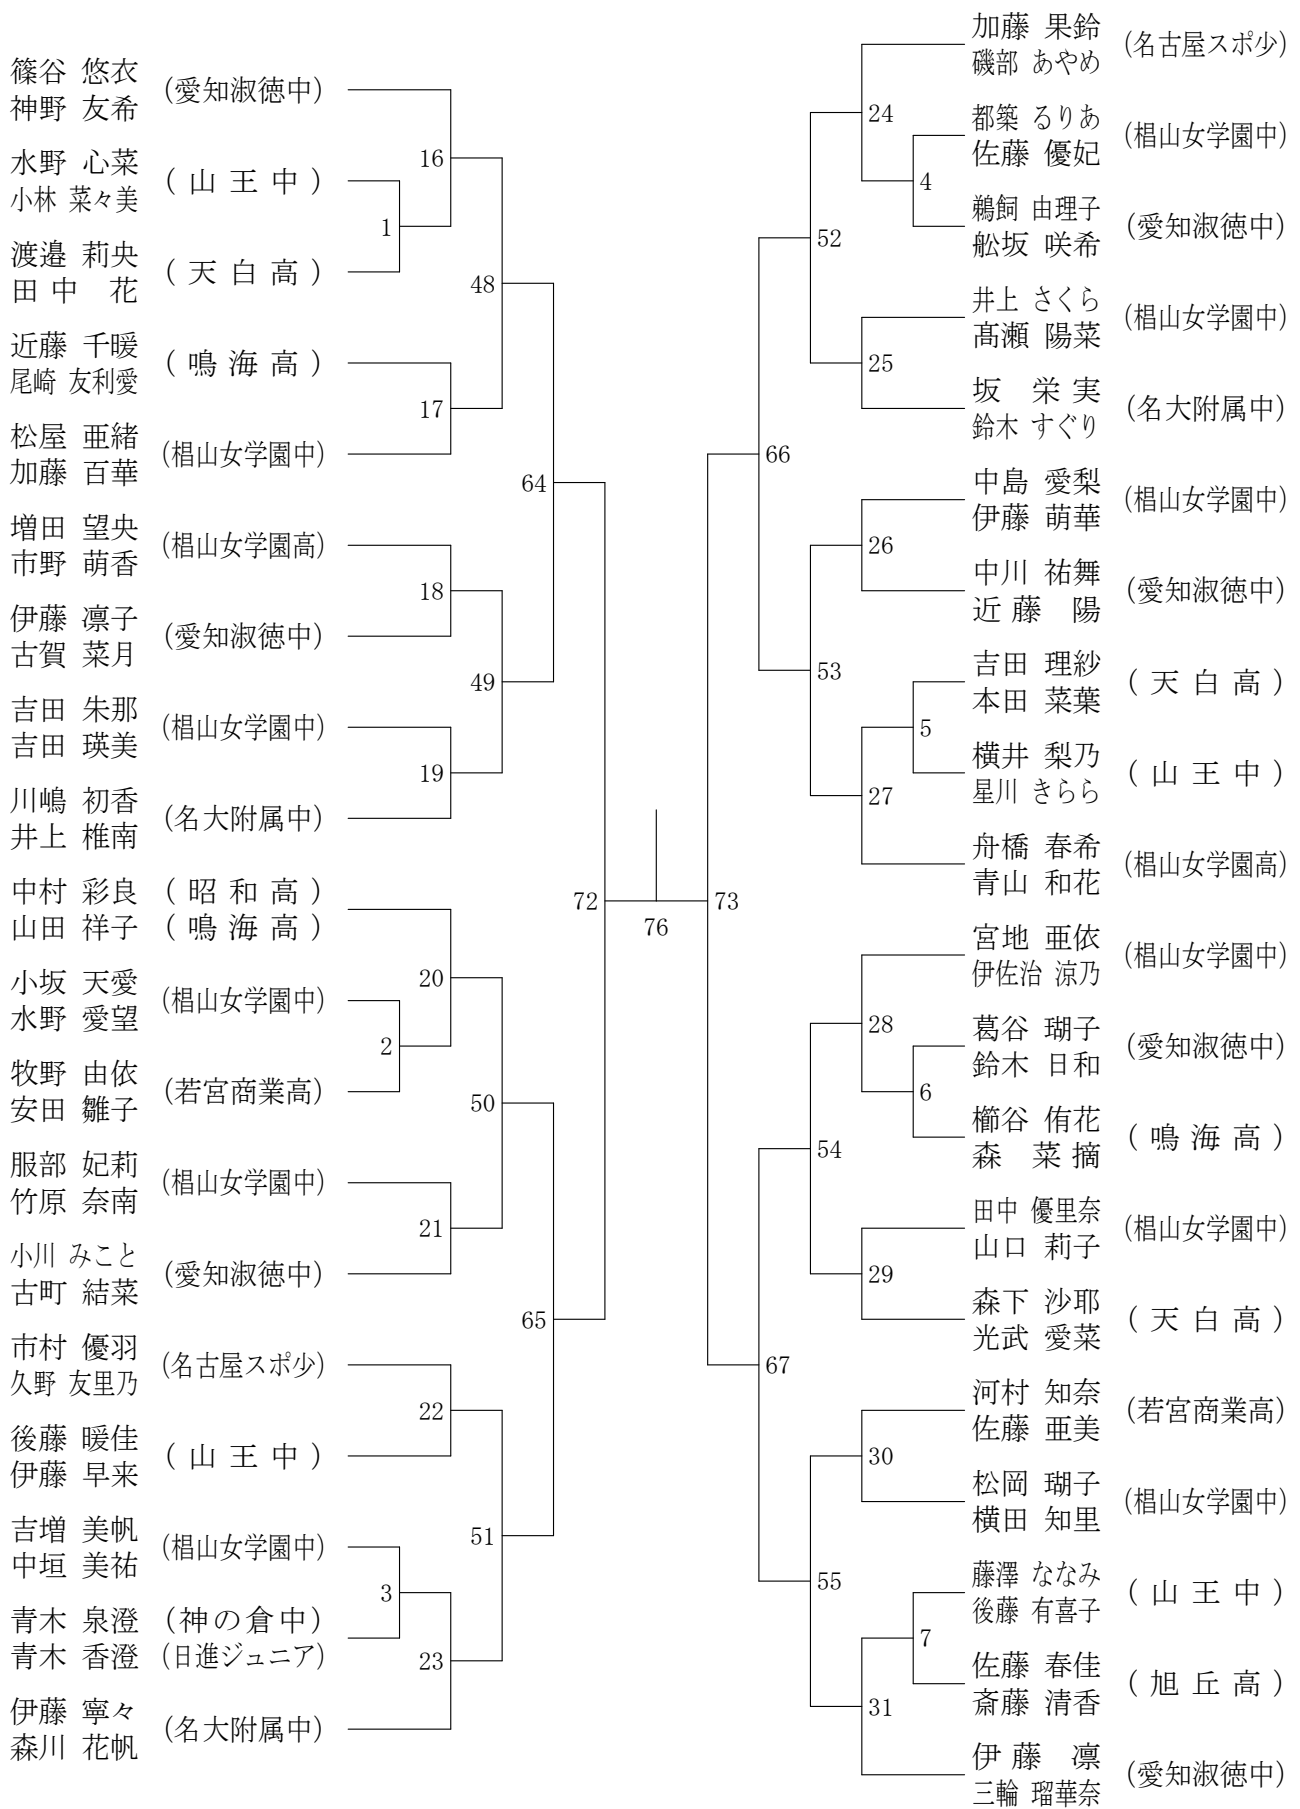 篠谷 悠衣
神野 友希
(愛知淑徳中)
水野 心菜
小林 菜々美
(山王中)
渡邉 莉央
田中 花
(天白高)
近藤 千暖
尾崎 友利愛
(鳴海高)
松屋 亜緒
加藤 百華
(椙山女学園中)
増田 望央
市野 萌香
(椙山女学園高)
伊藤 凛子
古賀 菜月
(愛知淑徳中)
吉田 朱那
吉田 瑛美
(椙山女学園中)
川嶋 初香
井上 椎南
(名大附属中)
中村 彩良 (昭和高)
山田 祥子 (鳴海高)
小坂 天愛
水野 愛望
(椙山女学園中)
牧野 由依
安田 雛子
(若宮商業高)
服部 妃莉
竹原 奈南
(椙山女学園中)
小川 みこと
古町 結菜
(愛知淑徳中)
市村 優羽
久野 友里乃
(名古屋スポ少)
後藤 暖佳
伊藤 早来
(山王中)
吉増 美帆
中垣 美祐
(椙山女学園中)
青木 泉澄 (神の倉中)
青木 香澄 (日進ジュニア)
伊藤 寧々
森川 花帆
(名大附属中)
1
2
3
16
17
18
19
20
21
22
23
48
49
50
51
64
65
72
76
73
66
67
52
53
54
55
24
25
26
27
28
29
30
31
4
5
6
7
加藤 果鈴
磯部 あやめ
(名古屋スポ少)
都築 るりあ
佐藤 優妃
(椙山女学園中)
鵜飼 由理子
舩坂 咲希
(愛知淑徳中)
井上 さくら
髙瀬 陽菜
(椙山女学園中)
坂 栄実
鈴木 すぐり
(名大附属中)
中島 愛梨
伊藤 萌華
(椙山女学園中)
中川 祐舞
近藤 陽
(愛知淑徳中)
吉田 理紗
本田 菜葉
(天白高)
横井 梨乃
星川 きらら
(山王中)
舟橋 春希
青山 和花
(椙山女学園高)
宮地 亜依
伊佐治 涼乃
(椙山女学園中)
葛谷 瑚子
鈴木 日和
(愛知淑徳中)
櫛谷 侑花
森 菜摘
(鳴海高)
田中 優里奈
山口 莉子
(椙山女学園中)
森下 沙耶
光武 愛菜
(天白高)
河村 知奈
佐藤 亜美
(若宮商業高)
松岡 瑚子
横田 知里
(椙山女学園中)
藤澤 ななみ
後藤 有喜子
(山王中)
佐藤 春佳
斎藤 清香
(旭丘高)
伊藤 凛
三輪 瑠華奈
(愛知淑徳中)